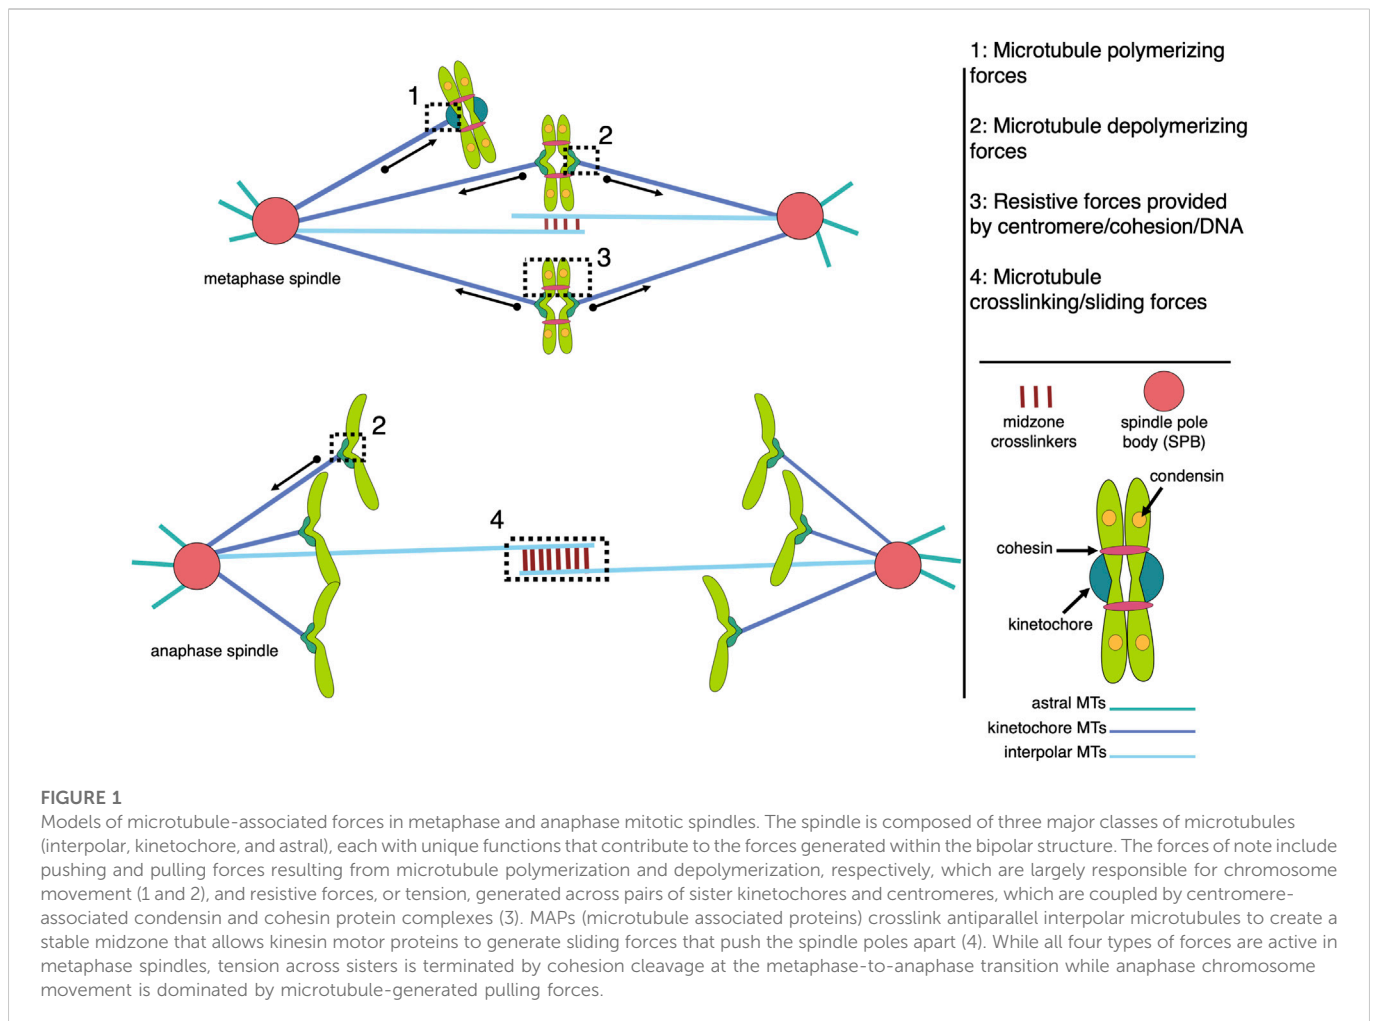 1
2
3
metaphase spindle
2
4
anaphase spindle
1: Microtubule polymerizing
forces
2: Microtubule depolymerizing
forces
3: Resistive forces provided
by centromere/cohesion/DNA
4: Microtubule
crosslinking/sliding forces
midzone
crosslinkers
spindle pole
body (SPB)
condensin
cohesin
kinetochore
astral MTs
kinetochore MTs
interpolar MTs
FIGURE 1
Models of microtubule-associated forces in metaphase and anaphase mitotic spindles. The spindle is composed of three major classes of microtubules
(interpolar, kinetochore, and astral), each with unique functions that contribute to the forces generated within the bipolar structure. The forces of note include
pushing and pulling forces resulting from microtubule polymerization and depolymerization, respectively, which are largely responsible for chromosome
movement (1 and 2), and resistive forces, or tension, generated across pairs of sister kinetochores and centromeres, which are coupled by centromere-
associated condensin and cohesin protein complexes (3). MAPs (microtubule associated proteins) crosslink antiparallel interpolar microtubules to create a
stable midzone that allows kinesin motor proteins to generate sliding forces that push the spindle poles apart (4). While all four types of forces are active in
metaphase spindles, tension across sisters is terminated by cohesion cleavage at the metaphase-to-anaphase transition while anaphase chromosome
movement is dominated by microtubule-generated pulling forces.